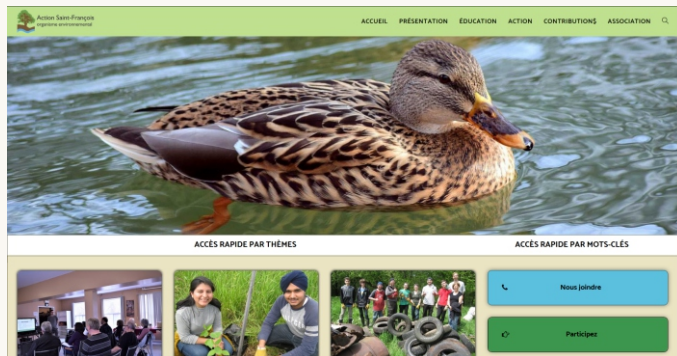 Action Saint-François
organisme environnemental
ACCUEIL PRÉSENTATION ÉDUCATION ACTION CONTRIBUTION$ ASSOCIATION
ACCÈS RAPIDE PAR THÈMES
ACCÈS RAPIDE PAR MOTS-CLÉS
Nous joindre
Participez